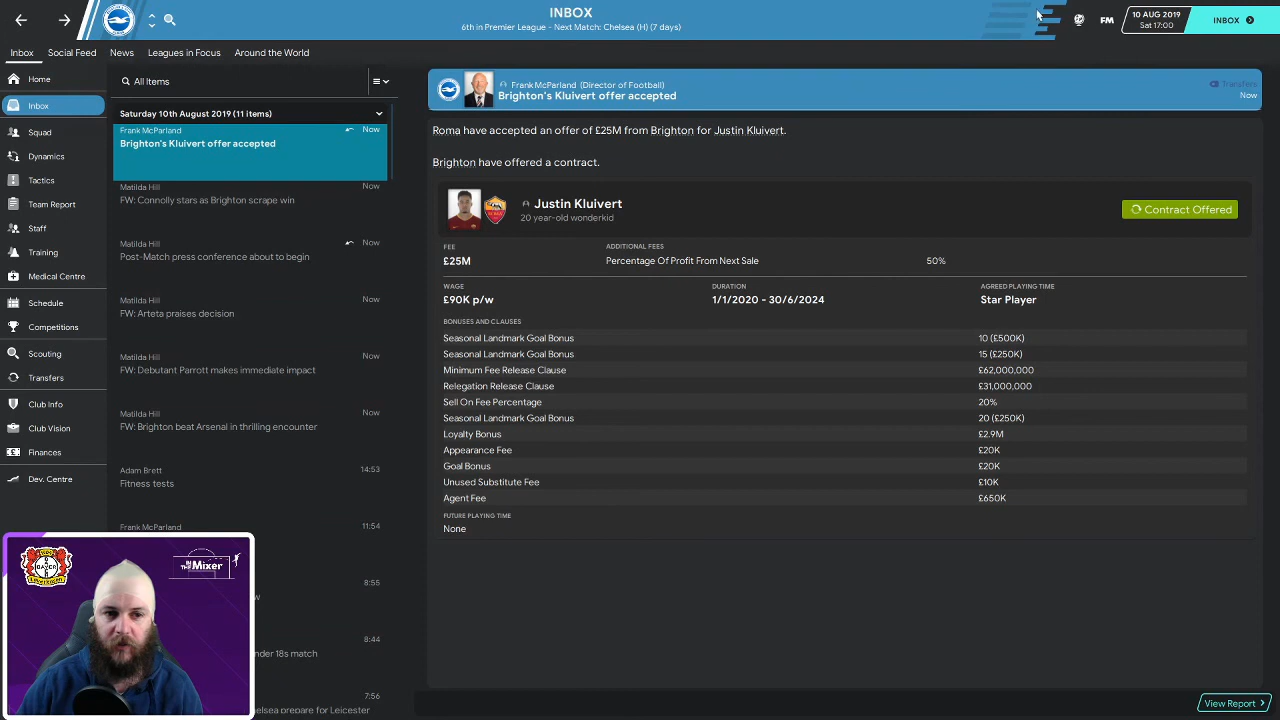 INBOX
6th in Premier League - Next Match: Chelsea (H) (7 days)
FM
10 AUG 2019
Sat 17:00
INBOX
Inbox
Social Feed
News
Leagues in Focus
Around the World
Home
Inbox
Squad
Dynamics
Tactics
Team Report
Staff
Training
Medical Centre
Schedule
Competitions
Scouting
Transfers
Club Info
Club Vision
Finances
Dev. Centre
All Items
Saturday 10th August 2019 (11 items)
Frank McParland
Now
Brighton's Kluivert offer accepted
Matilda Hill
Now
FW: Connolly stars as Brighton scrape win
Matilda Hill
Now
Post-Match press conference about to begin
Matilda Hill
Now
FW: Arteta praises decision
Matilda Hill
Now
FW: Debutant Parrott makes immediate impact
Matilda Hill
Now
FW: Brighton beat Arsenal in thrilling encounter
Adam Brett
14:53
Fitness tests
Frank McParland
11:54
8:55
w
8:44
nder 18s match
7:56
elsea prepare for Leicester
Frank McParland (Director of Football)
Brighton's Kluivert offer accepted
Transfers
Now
Roma have accepted an offer of £25M from Brighton for Justin Kluivert.
Brighton have offered a contract.
Justin Kluivert
20 year-old wonderkid
Contract Offered
FEE
ADDITIONAL FEES
£25M
Percentage Of Profit From Next Sale
50%
WAGE
DURATION
AGREED PLAYING TIME
£90K p/w
1/1/2020 - 30/6/2024
Star Player
BONUSES AND CLAUSES
Seasonal Landmark Goal Bonus
10 (£500K)
Seasonal Landmark Goal Bonus
15 (£250K)
Minimum Fee Release Clause
£62,000,000
Relegation Release Clause
£31,000,000
Sell On Fee Percentage
20%
Seasonal Landmark Goal Bonus
20 (£250K)
Loyalty Bonus
£2.9M
Appearance Fee
£20K
Goal Bonus
£20K
Unused Substitute Fee
£10K
Agent Fee
£650K
FUTURE PLAYING TIME
None
View Report
IN THE
Mixer